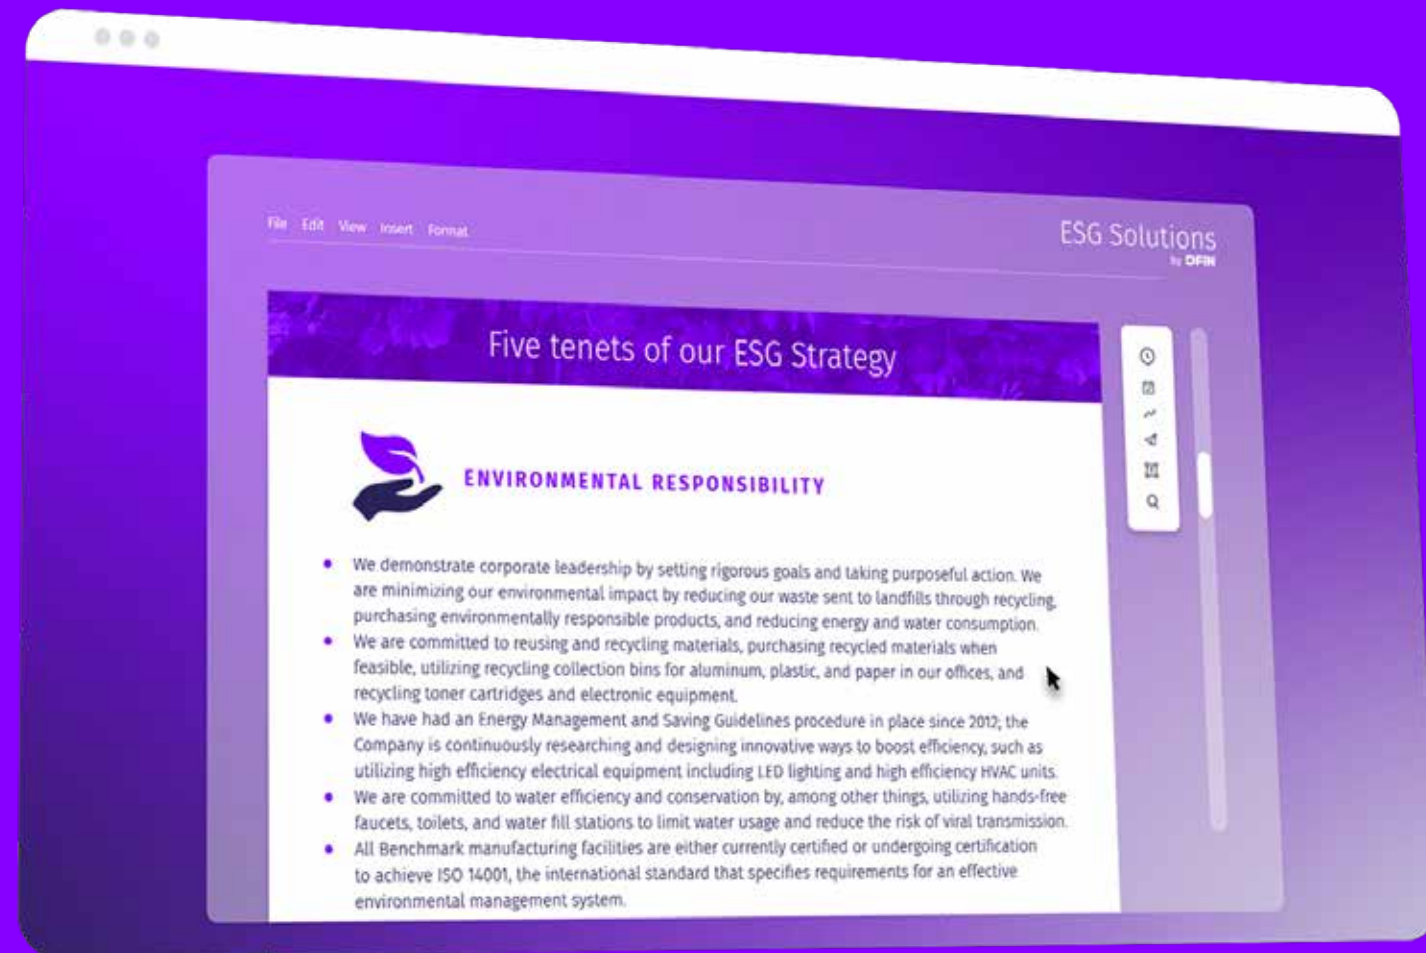 File Edit View Insert Format
ESG Solutions
by DFIN
Five tenets of our ESG Strategy
ENVIRONMENTAL RESPONSIBILITY
We demonstrate corporate leadership by setting rigorous goals and taking purposeful action. We
are minimizing our environmental impact by reducing our waste sent to landfills through recycling,
purchasing environmentally responsible products, and reducing energy and water consumption.
We are committed to reusing and recycling materials, purchasing recycled materials when
feasible, utilizing recycling collection bins for aluminum, plastic, and paper in our offices, and
recycling toner cartridges and electronic equipment.
We have had an Energy Management and Saving Guidelines procedure in place since 2012; the
Company is continuously researching and designing innovative ways to boost efficiency, such as
utilizing high efficiency electrical equipment including LED lighting and high efficiency HVAC units.
We are committed to water efficiency and conservation by, among other things, utilizing hands-free
faucets, toilets, and water fill stations to limit water usage and reduce the risk of viral transmission.
All Benchmark manufacturing facilities are either currently certified or undergoing certification
to achieve ISO 14001, the international standard that specifies requirements for an effective
environmental management system.